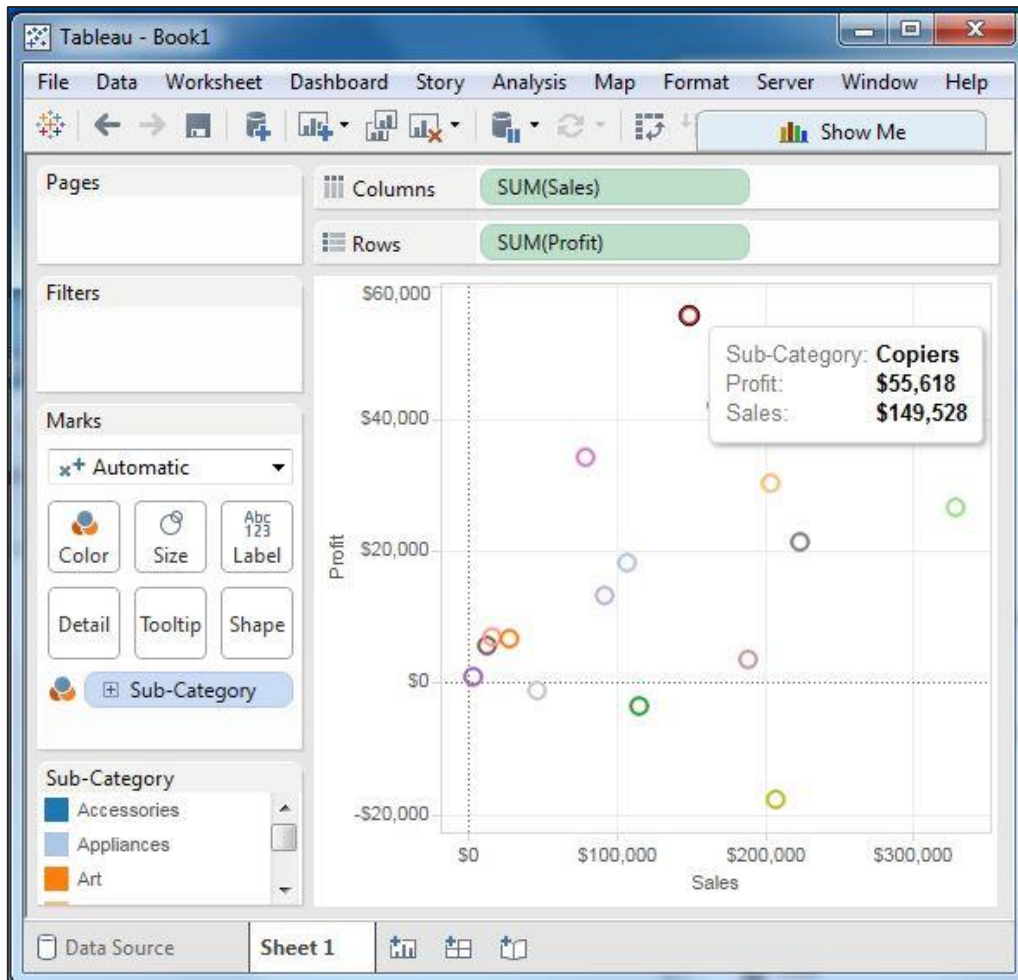 Tableau - Book1
File Data Worksheet Dashboard Story Analysis Map Format Server Window Help
Show Me
Pages
Columns SUM(Sales)
Rows SUM(Profit)
Filters
Marks
Automatic
Color Size Abc 123 Label
Detail Tooltip Shape
Sub-Category
Sub-Category
Accessories
Appliances
Art
$60,000
$40,000
$20,000
$0
-$20,000
Profit
Sub-Category: Copiers
Profit: $55,618
Sales: $149,528
$0 $100,000 $200,000 $300,000
Sales
Data Source Sheet 1